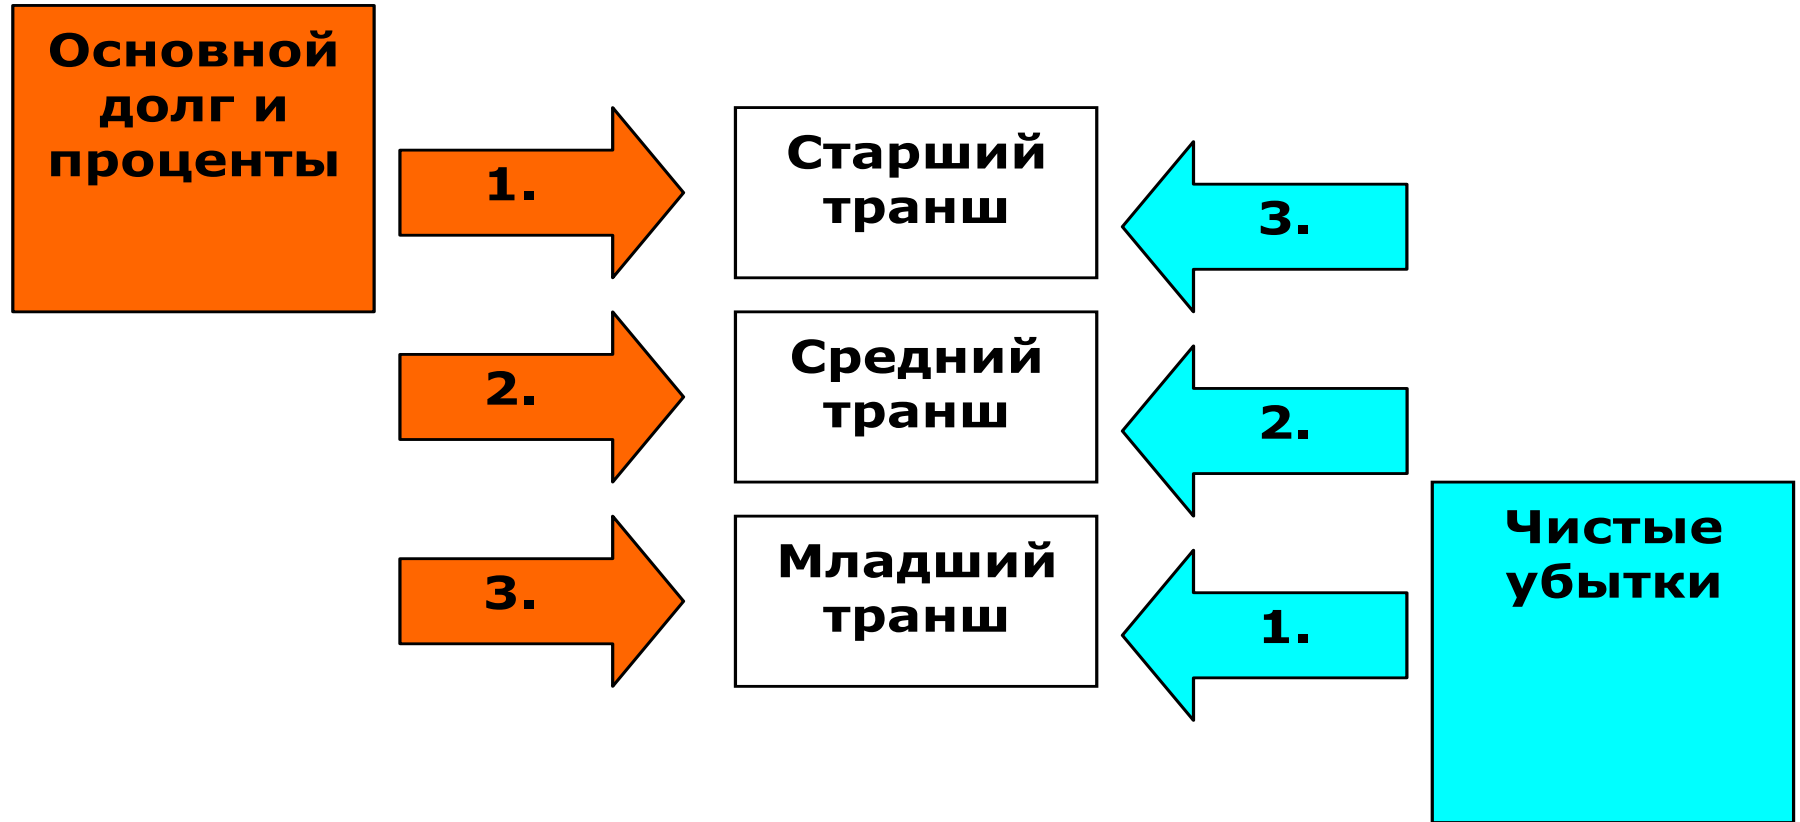 Основной
долг и
проценты
1.
Старший
транш
3.
2.
Средний
транш
2.
3.
Младший
транш
1.
Чистые
убытки